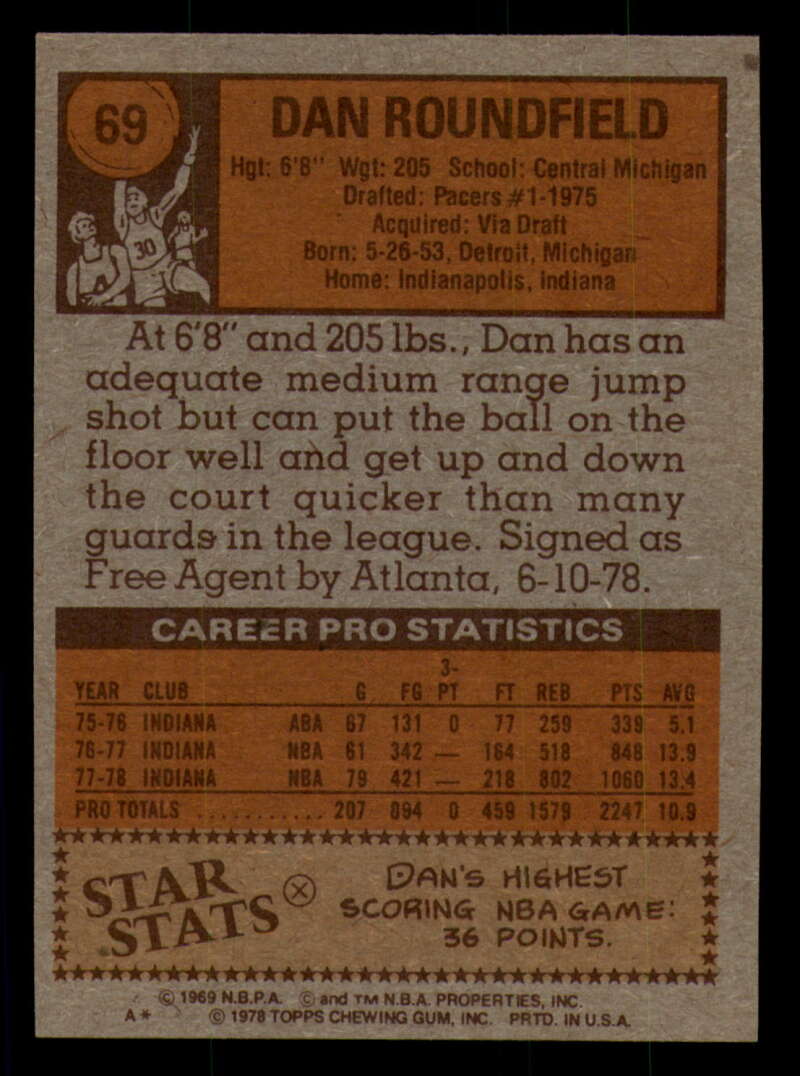 69
DAN ROUNDFIELD
Hgt: 6'8" Wgt: 205 School: Central Michigan
Drafted: Pacers #1-1975
Acquired: Via Draft
Born: 5-26-53, Detroit, Michigan
Home: Indianapolis, Indiana
30
At 6'8" and 205 lbs., Dan has an
adequate medium range jump
shot but can put the ball on the
floor well and get up and down
the court quicker than many
guards in the league. Signed as
Free Agent by Atlanta, 6-10-78.
CAREER PRO STATISTICS
YEAR CLUB G FG 3-PT FT REB PTS AVG
75-76 INDIANA ABA 67 131 0 77 259 339 5.1
76-77 INDIANA NBA 61 342 — 164 518 848 13.9
77-78 INDIANA NBA 79 421 — 218 802 1060 13.4
PRO TOTALS ........... 207 894 0 459 1579 2247 10.9
STAR
STATS
DAN'S HIGHEST
SCORING NBA GAME:
36 POINTS.
© 1969 N.B.P.A. © and TM N.B.A. PROPERTIES, INC.
A* © 1978 TOPPS CHEWING GUM, INC. PRTD. IN U.S.A.